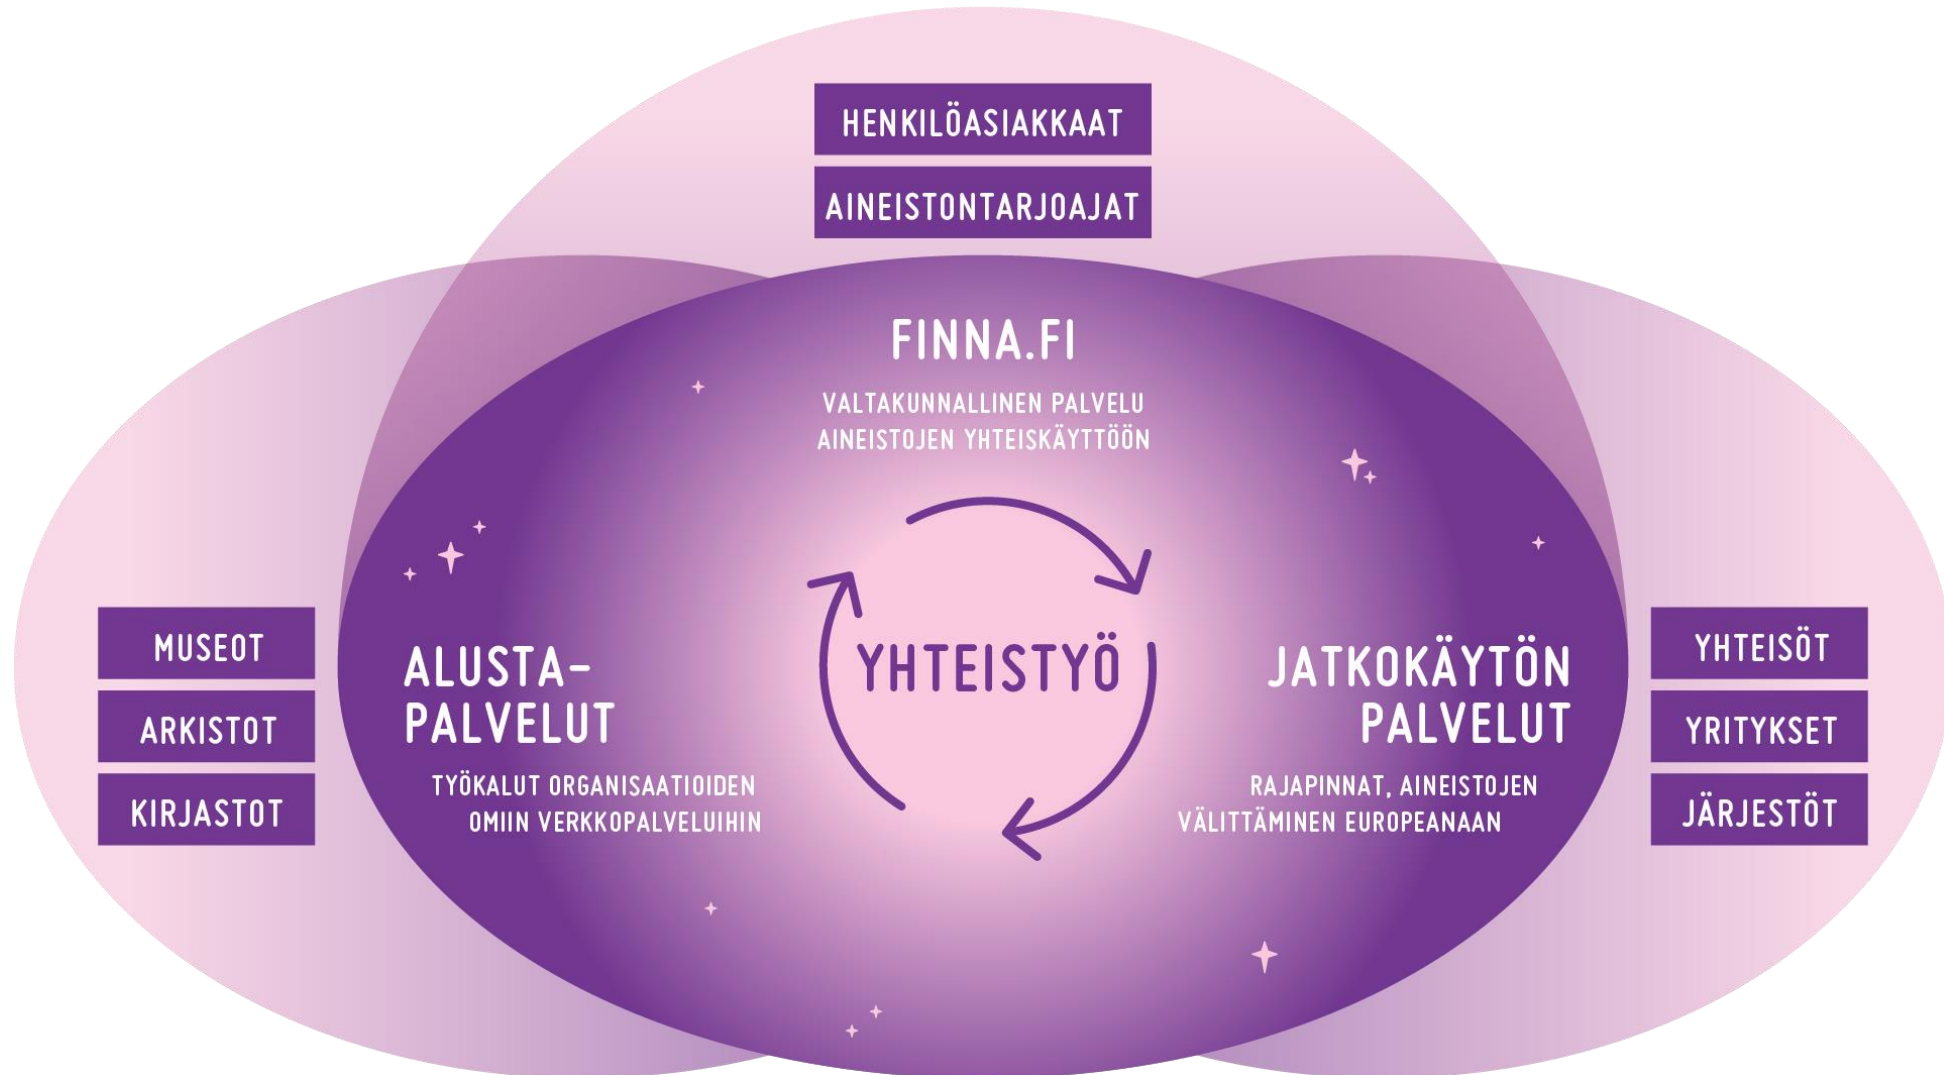 HENKILÖASIAKKAAT
AINEISTONTARJOAJAT
FINNA.FI
VALTAKUNNALLINEN PALVELU
AINEISTOJEN YHTEISKÄYTTÖÖN
MUSEOT
ARKISTOT
KIRJASTOT
ALUSTA-
PALVELUT
TYÖKALUT ORGANISAATIOIDEN
OMIIN VERKKOPALVELUIHIN
YHTEISTYÖ
JATKOKÄYTÖN
PALVELUT
RAJAPINNAT, AINEISTOJEN
VÄLITTÄMINEN EUROPEANAAN
YHTEISÖT
YRITYKSET
JÄRJESTÖT